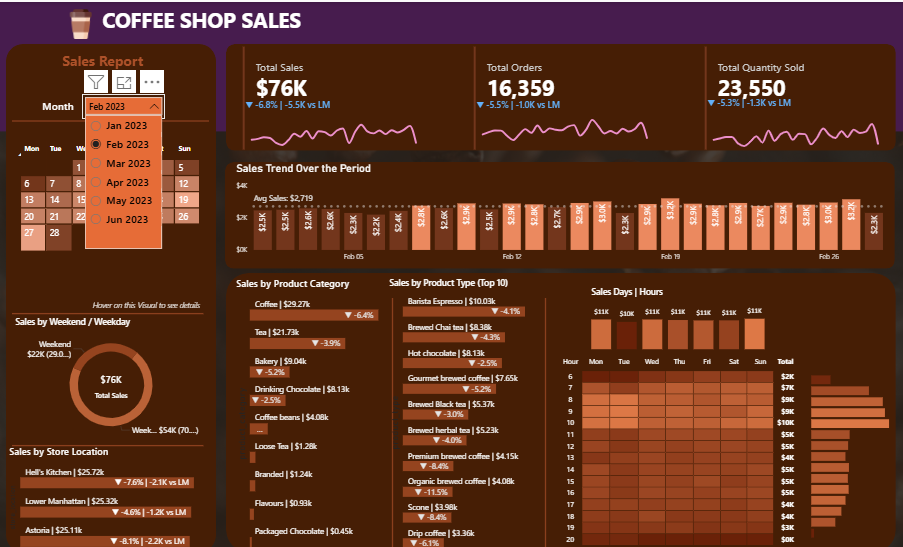 COFFEE SHOP SALES
Sales Report
Month
Feb 2023
Jan 2023
Feb 2023
Mar 2023
Apr 2023
May 2023
Jun 2023
Mon Tue Sun
1 5
6 7 8 12
13 14 15 19
20 21 22 26
27 28
Hover on this Visual to see details
Sales by Weekend / Weekday
Weekend
$22K (29.0...)
$76K
Total Sales
Week... $54K (70....)
Sales by Store Location
Hell's Kitchen | $25.72k
▼ -7.6% | -2.1K vs LM
Lower Manhattan | $25.32k
▼ -4.6% | -1.2K vs LM
Astoria | $25.11k
▼ -8.1% | -2.2K vs LM
Total Sales
$76K
▼ -6.8% | -5.5K vs LM
Total Orders
16,359
▼ -5.5% | -1.0K vs LM
Total Quantity Sold
23,550
▼ -5.3% | -1.3K vs LM
Sales Trend Over the Period
$4K
Avg Sales: $2,719
$2K
$0K
$2.5K $2.5K $2.6K $2.6K $2.3K $2.2K $2.4K $2.8K $2.6K $2.9K $2.5K $2.9K $2.8K $2.7K $2.9K $3.0K $2.3K $2.9K $3.2K $2.9K $2.8K $2.9K $2.7K $2.9K $2.8K $3.0K $3.2K $2.3K
Feb 05 Feb 12 Feb 19 Feb 26
Sales by Product Category
Coffee | $29.27k
▼ -6.4%
Tea | $21.73k
▼ -3.9%
Bakery | $9.04k
▼ -5.2%
Drinking Chocolate | $8.13k
▼ -2.5%
Coffee beans | $4.08k
...
Loose Tea | $1.28k
Branded | $1.24k
Flavours | $0.93k
Packaged Chocolate | $0.45k
Sales by Product Type (Top 10)
Barista Espresso | $10.03k
▼ -4.1%
Brewed Chai tea | $8.38k
▼ -4.3%
Hot chocolate | $8.13k
▼ -2.5%
Gourmet brewed coffee | $7.65k
▼ -5.2%
Brewed Black tea | $5.37k
▼ -3.0%
Brewed herbal tea | $5.23k
▼ -4.0%
Premium brewed coffee | $4.15k
▼ -8.4%
Organic brewed coffee | $4.08k
▼ -11.5%
Scone | $3.98k
▼ -8.4%
Drip coffee | $3.36k
▼ -6.1%
Sales Days | Hours
$11K $10K $11K $11K $11K $11K $11K
Hour Mon Tue Wed Thu Fri Sat Sun Total
6 $2K
7 $7K
8 $9K
9 $9K
10 $10K
11 $5K
12 $5K
13 $4K
14 $5K
15 $5K
16 $5K
17 $4K
18 $4K
19 $3K
20 $0K